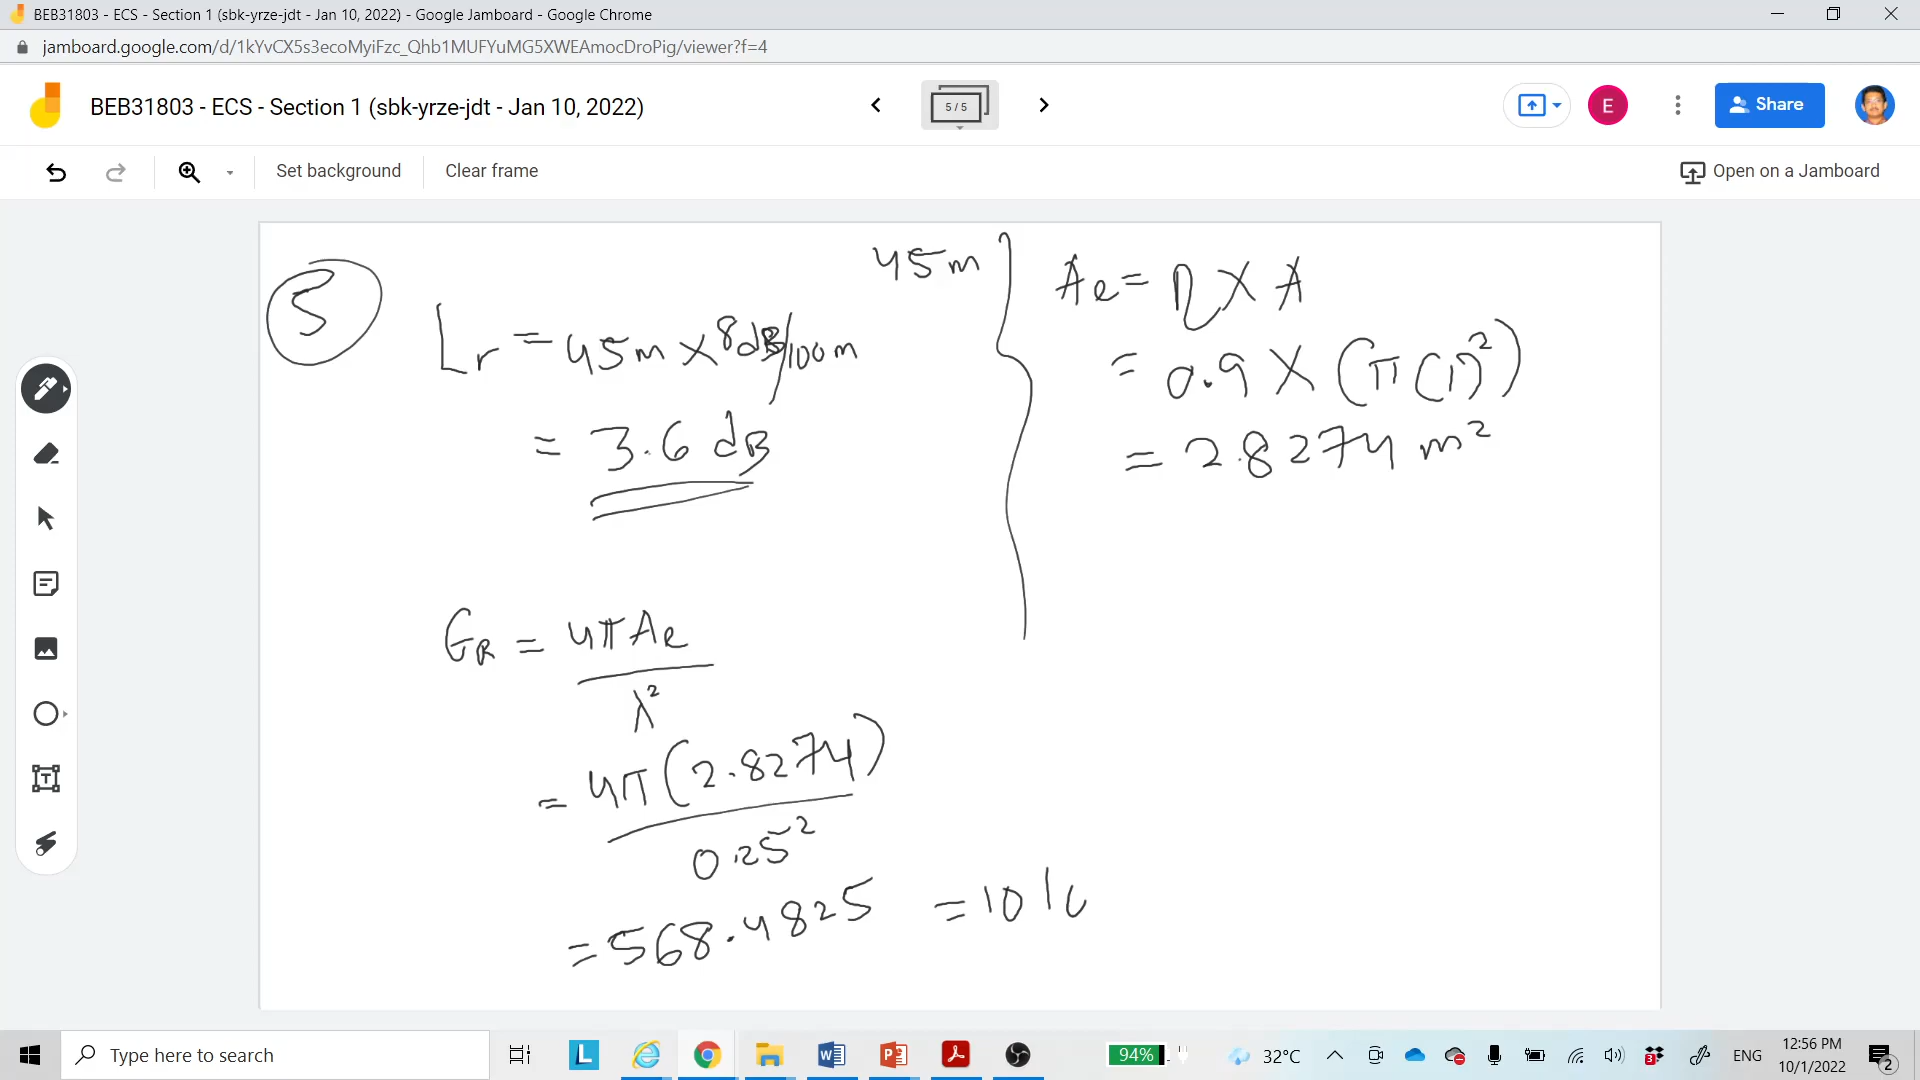 BEB31803 - ECS - Section 1 (sbk-yrze-jdt - Jan 10, 2022) - Google Jamboard - Google Chrome
jamboard.google.com/d/1kYvCX5s3ecoMyiFzc_Qhb1MUFYuMG5XWEAmocDroPig/viewer?f=4
BEB31803 - ECS - Section 1 (sbk-yrze-jdt - Jan 10, 2022)
5 / 5
E
Share
Set background
Clear frame
Open on a Jamboard
5
45m
Lr = 45m × 8dB/100m
= 3.6 dB
GR = 4πAe
λ²
= 4π(2.8274)
0.25²
= 568.4825 = 10 lo
Ae = η × A
= 0.9 × (π(1)²)
= 2.8274 m²
Type here to search
94%
32°C
ENG
12:56 PM
10/1/2022
2